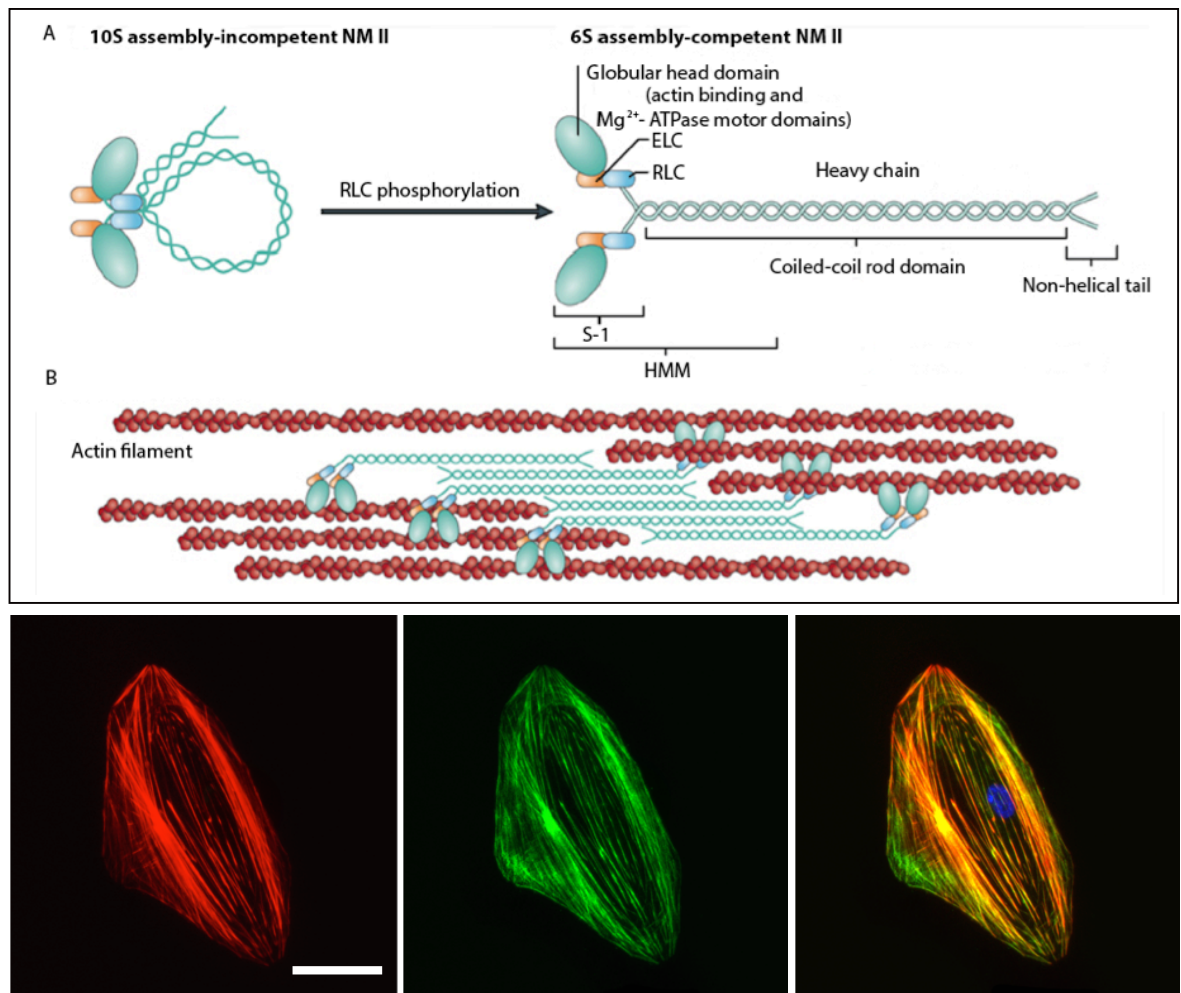 A
10S assembly-incompetent NM II
6S assembly-competent NM II
Globular head domain
(actin binding and
Mg²⁺- ATPase motor domains)
ELC
RLC
Heavy chain
RLC phosphorylation
Coiled-coil rod domain
Non-helical tail
S-1
HMM
B
Actin filament